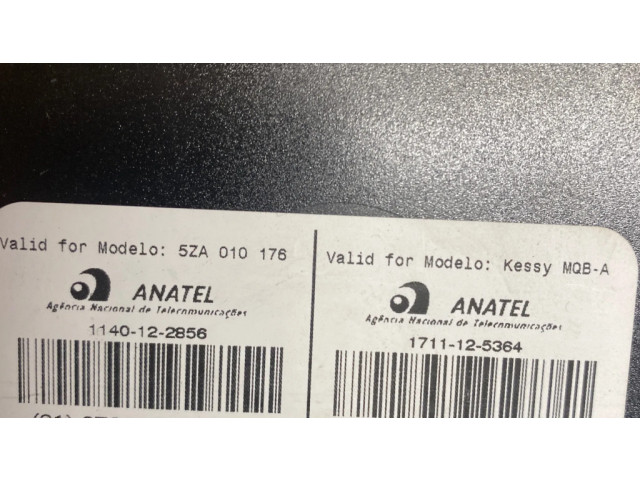 Valid for Modelo: 5ZA 010 176
ANATEL
Agência Nacional de Telecomunicações
1140-12-2856
Valid for Modelo: Kessy MQB-A
ANATEL
Agência Nacional de Telecomunicações
1711-12-5364